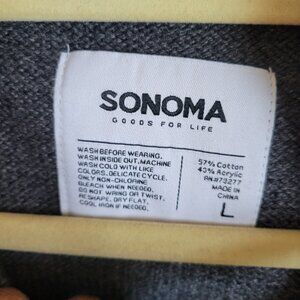 SONOMA
GOODS FOR LIFE
WASH BEFORE WEARING.
WASH INSIDE OUT. MACHINE
WASH COLD WITH LIKE
COLORS. DELICATE CYCLE.
ONLY NON-CHLORINE
BLEACH WHEN NEEDED.
DO NOT WRING OR TWIST.
RESHAPE. DRY FLAT.
COOL IRON IF NEEDED.
57% Cotton
43% Acrylic
RN#73277
MADE IN
CHINA
L